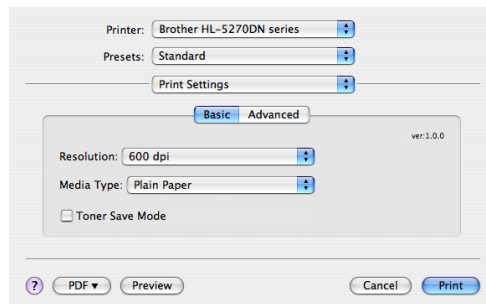 Printer: Brother HL-5270DN series
Presets: Standard
Print Settings
Basic Advanced
ver:1.0.0
Resolution: 600 dpi
Media Type: Plain Paper
Toner Save Mode
? PDF ▼ Preview Cancel Print